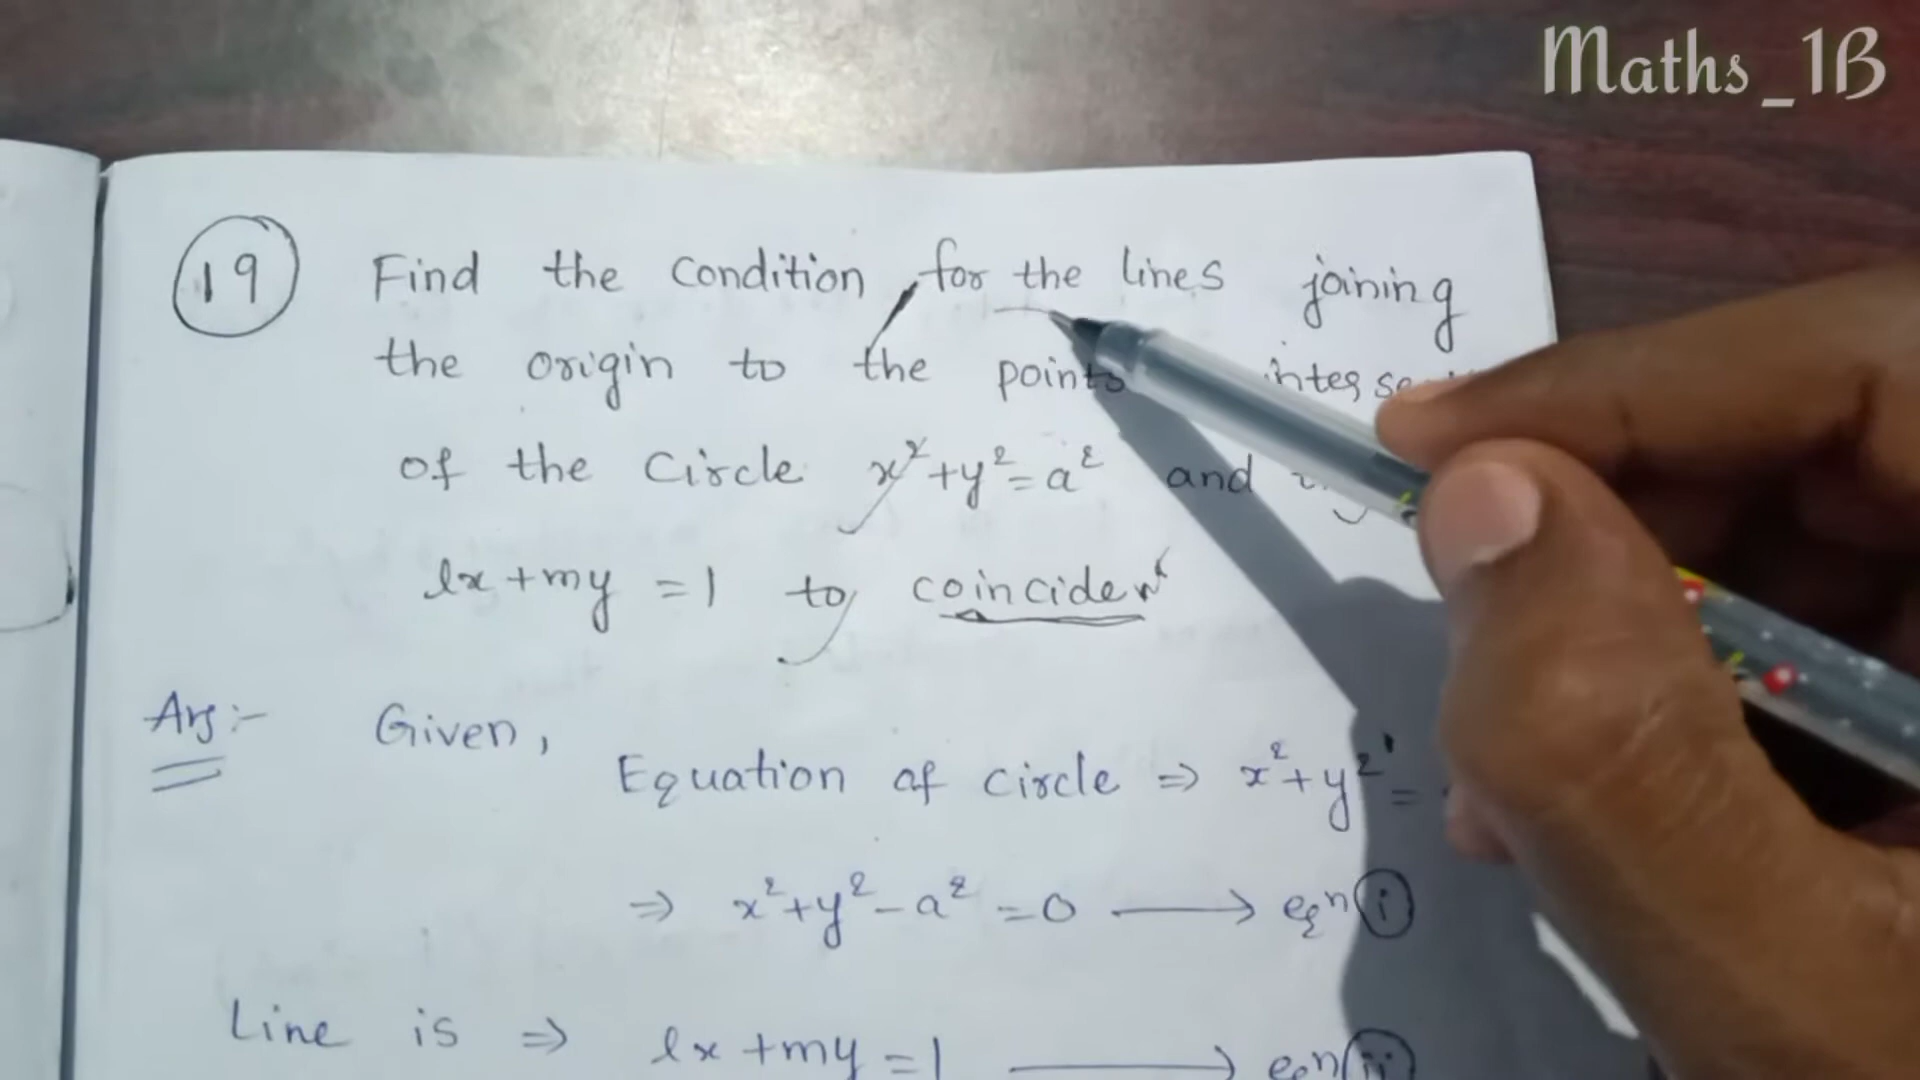 Maths_1B
19 Find the condition for the lines joining
the origin to the points
of the circle x²+y²=a² and
lx+my =1 to coincident
Ans:- Given,
Equation of circle ⇒ x²+y² =
⇒ x²+y²-a² =0 ⟶ eqn (i)
Line is ⇒ lx+my =1 ⟶ eqn (ii)